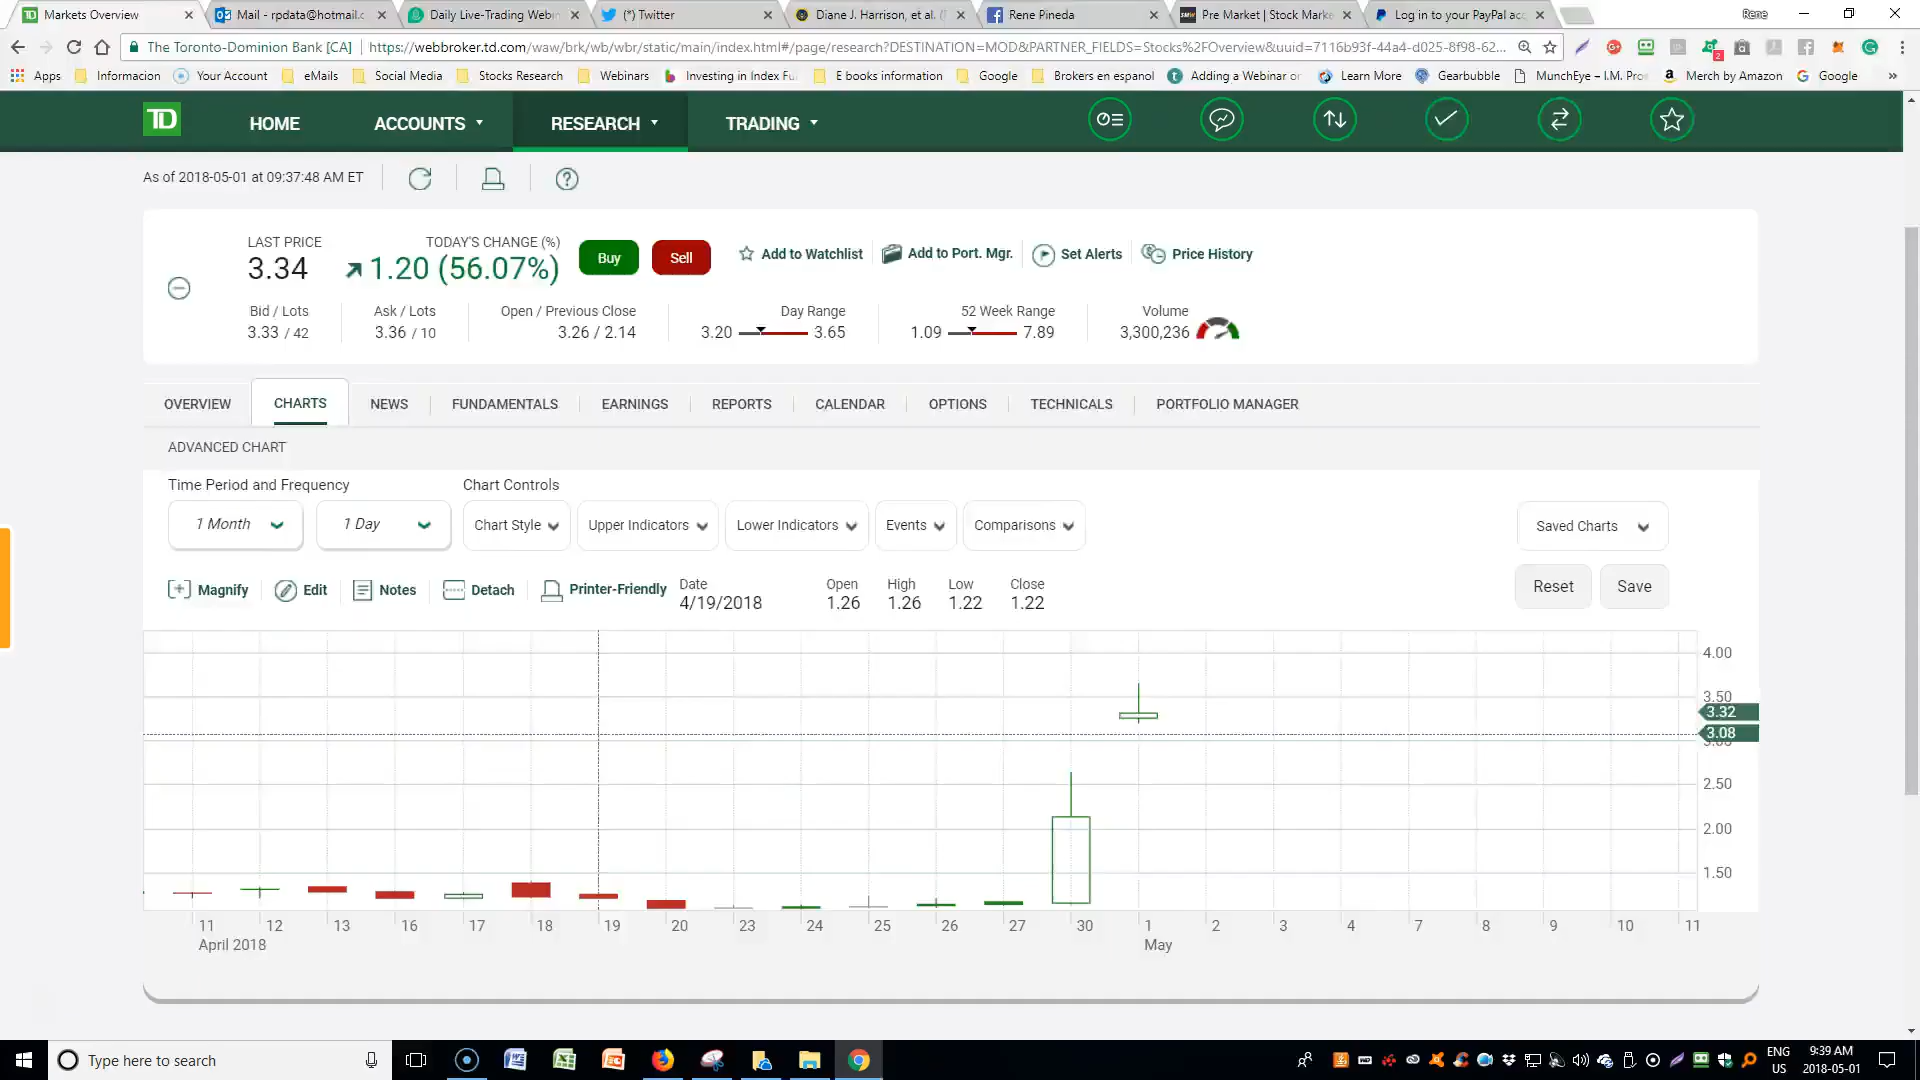 Markets Overview
Mail - rpdata@hotmail.c
Daily Live-Trading Webin
(*) Twitter
Diane J. Harrison, et al. (
Rene Pineda
Pre Market | Stock Marke
Log in to your PayPal acc
Rene
The Toronto-Dominion Bank [CA]
https://webbroker.td.com/waw/brk/wb/wbr/static/main/index.html#/page/research?DESTINATION=MOD&PARTNER_FIELDS=Stocks%2FOverview&uuid=7116b93f-44a4-d025-8f98-62...
Apps
Informacion
Your Account
eMails
Social Media
Stocks Research
Webinars
Investing in Index Fu
E books information
Google
Brokers en espanol
Adding a Webinar or
Learn More
Gearbubble
MunchEye – I.M. Pro
Merch by Amazon
Google
»
TD
HOME
ACCOUNTS
RESEARCH
TRADING
As of 2018-05-01 at 09:37:48 AM ET
LAST PRICE
3.34
TODAY'S CHANGE (%)
1.20 (56.07%)
Buy
Sell
Add to Watchlist
Add to Port. Mgr.
Set Alerts
Price History
Bid / Lots
3.33 / 42
Ask / Lots
3.36 / 10
Open / Previous Close
3.26 / 2.14
Day Range
3.20 3.65
52 Week Range
1.09 7.89
Volume
3,300,236
OVERVIEW
CHARTS
NEWS
FUNDAMENTALS
EARNINGS
REPORTS
CALENDAR
OPTIONS
TECHNICALS
PORTFOLIO MANAGER
ADVANCED CHART
Time Period and Frequency
Chart Controls
1 Month
1 Day
Chart Style
Upper Indicators
Lower Indicators
Events
Comparisons
Saved Charts
Magnify
Edit
Notes
Detach
Printer-Friendly
Date
4/19/2018
Open
1.26
High
1.26
Low
1.22
Close
1.22
Reset
Save
4.00
3.50
3.32
3.08
2.50
2.00
1.50
11 12 13 16 17 18 19 20 23 24 25 26 27 30 1 2 3 4 7 8 9 10 11
April 2018 May
Type here to search
ENG
US
9:39 AM
2018-05-01